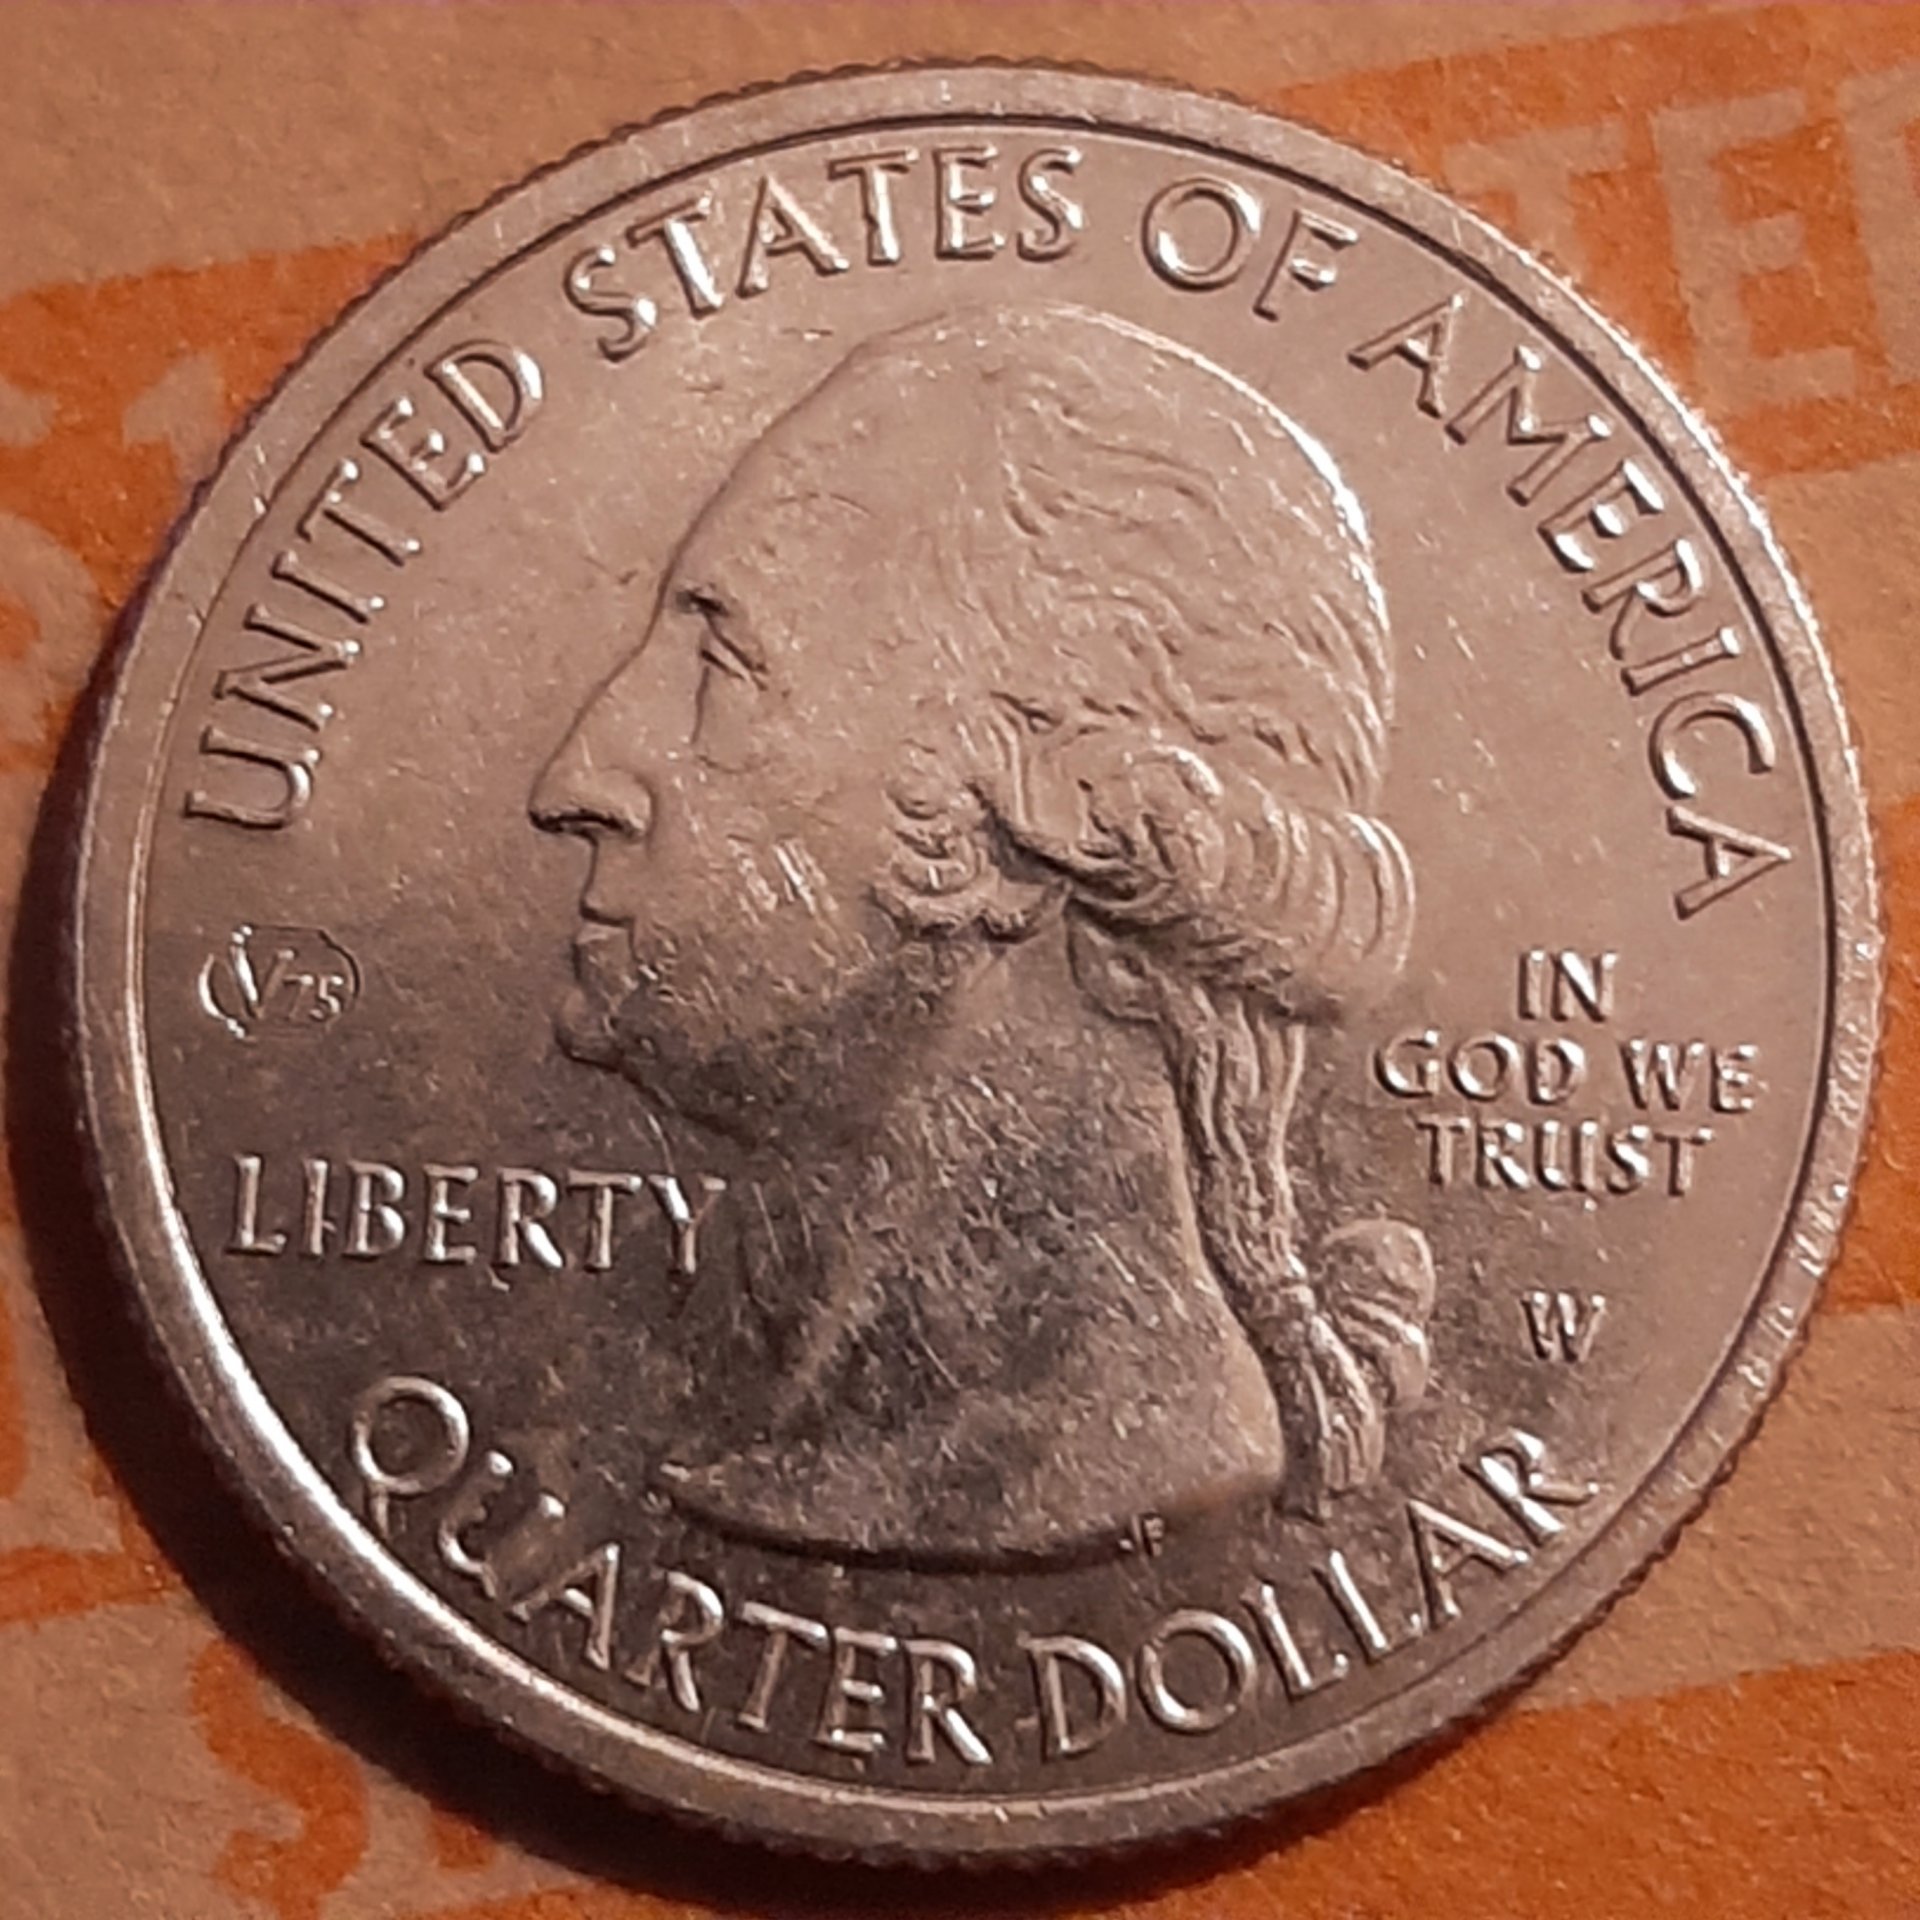 UNITED STATES OF AMERICA
V75
LIBERTY
IN
GOD WE
TRUST
W
QUARTER DOLLAR